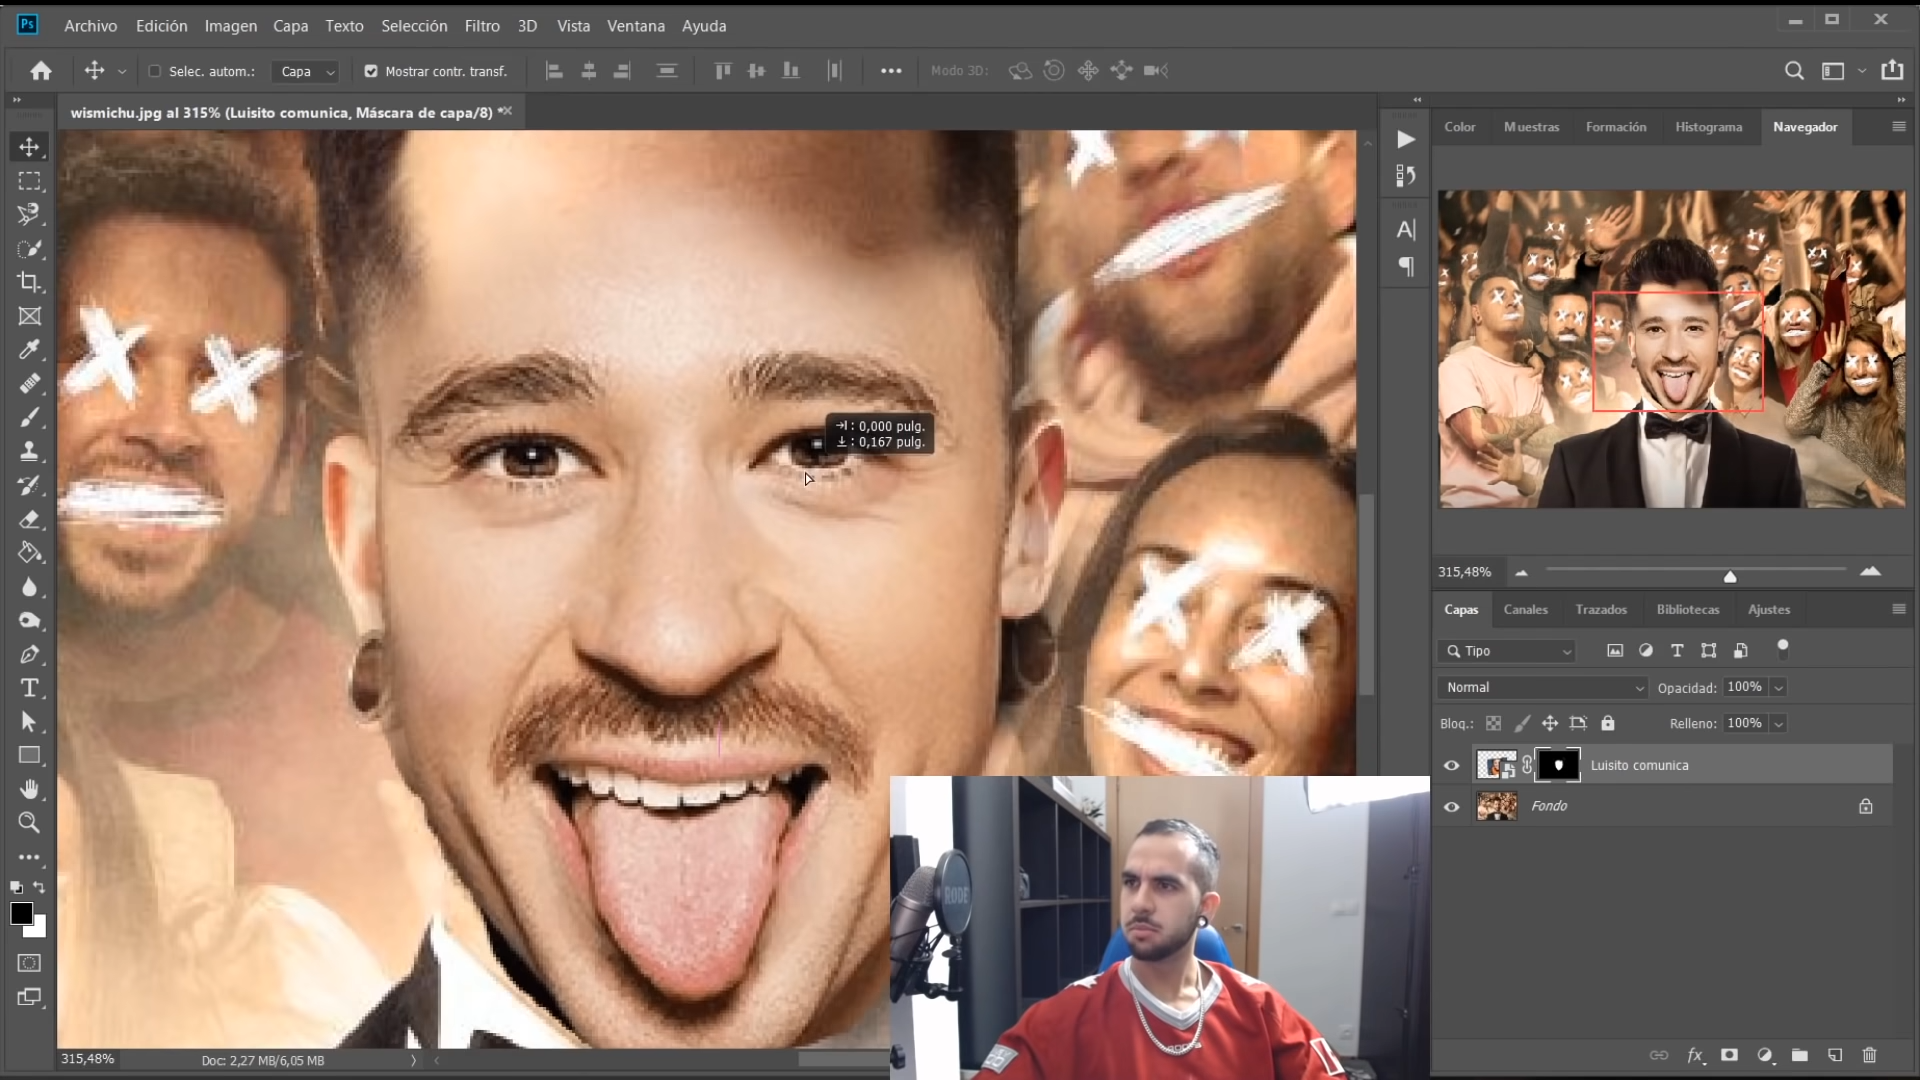 Ps Archivo Edición Imagen Capa Texto Selección Filtro 3D Vista Ventana Ayuda
Selec. autom.: Capa Mostrar contr. transf. Modo 3D:
wismichu.jpg al 315% (Luisito comunica, Máscara de capa/8) *
Color Muestras Formación Histograma Navegador
: 0,000 pulg.
: 0,167 pulg.
315,48%
Capas Canales Trazados Bibliotecas Ajustes
Tipo
Normal Opacidad: 100%
Bloq.: Relleno: 100%
Luisito comunica
Fondo
RODE
315,48% Doc: 2,27 MB/6,05 MB
fx